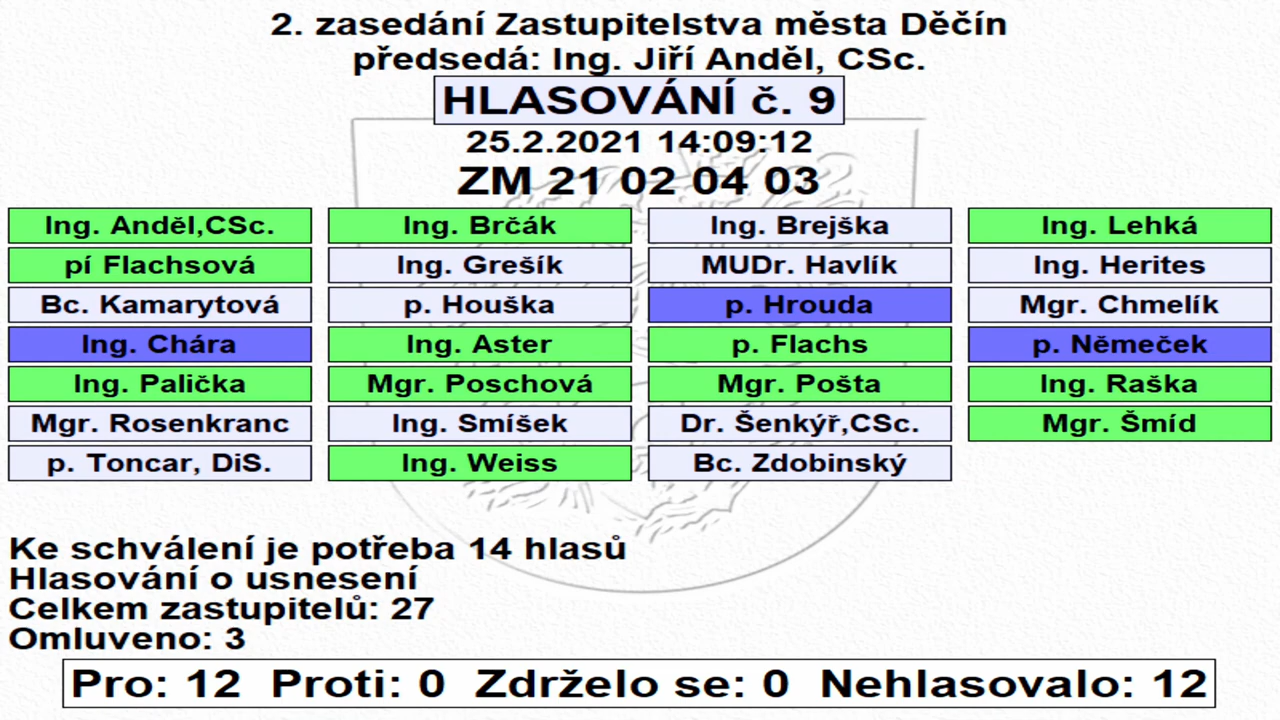 2. zasedání Zastupitelstva města Děčín
předsedá: Ing. Jiří Anděl, CSc.
HLASOVÁNÍ č. 9
25.2.2021 14:09:12
ZM 21 02 04 03
Ing. Anděl,CSc. Ing. Brčák Ing. Brejška Ing. Lehká
pí Flachsová Ing. Grešík MUDr. Havlík Ing. Herites
Bc. Kamarytová p. Houška p. Hrouda Mgr. Chmelík
Ing. Chára Ing. Aster p. Flachs p. Němeček
Ing. Palička Mgr. Poschová Mgr. Pošta Ing. Raška
Mgr. Rosenkranc Ing. Smíšek Dr. Šenkýř,CSc. Mgr. Šmíd
p. Toncar, DiS. Ing. Weiss Bc. Zdobinský
Ke schválení je potřeba 14 hlasů
Hlasování o usnesení
Celkem zastupitelů: 27
Omluveno: 3
Pro: 12 Proti: 0 Zdrželo se: 0 Nehlasovalo: 12